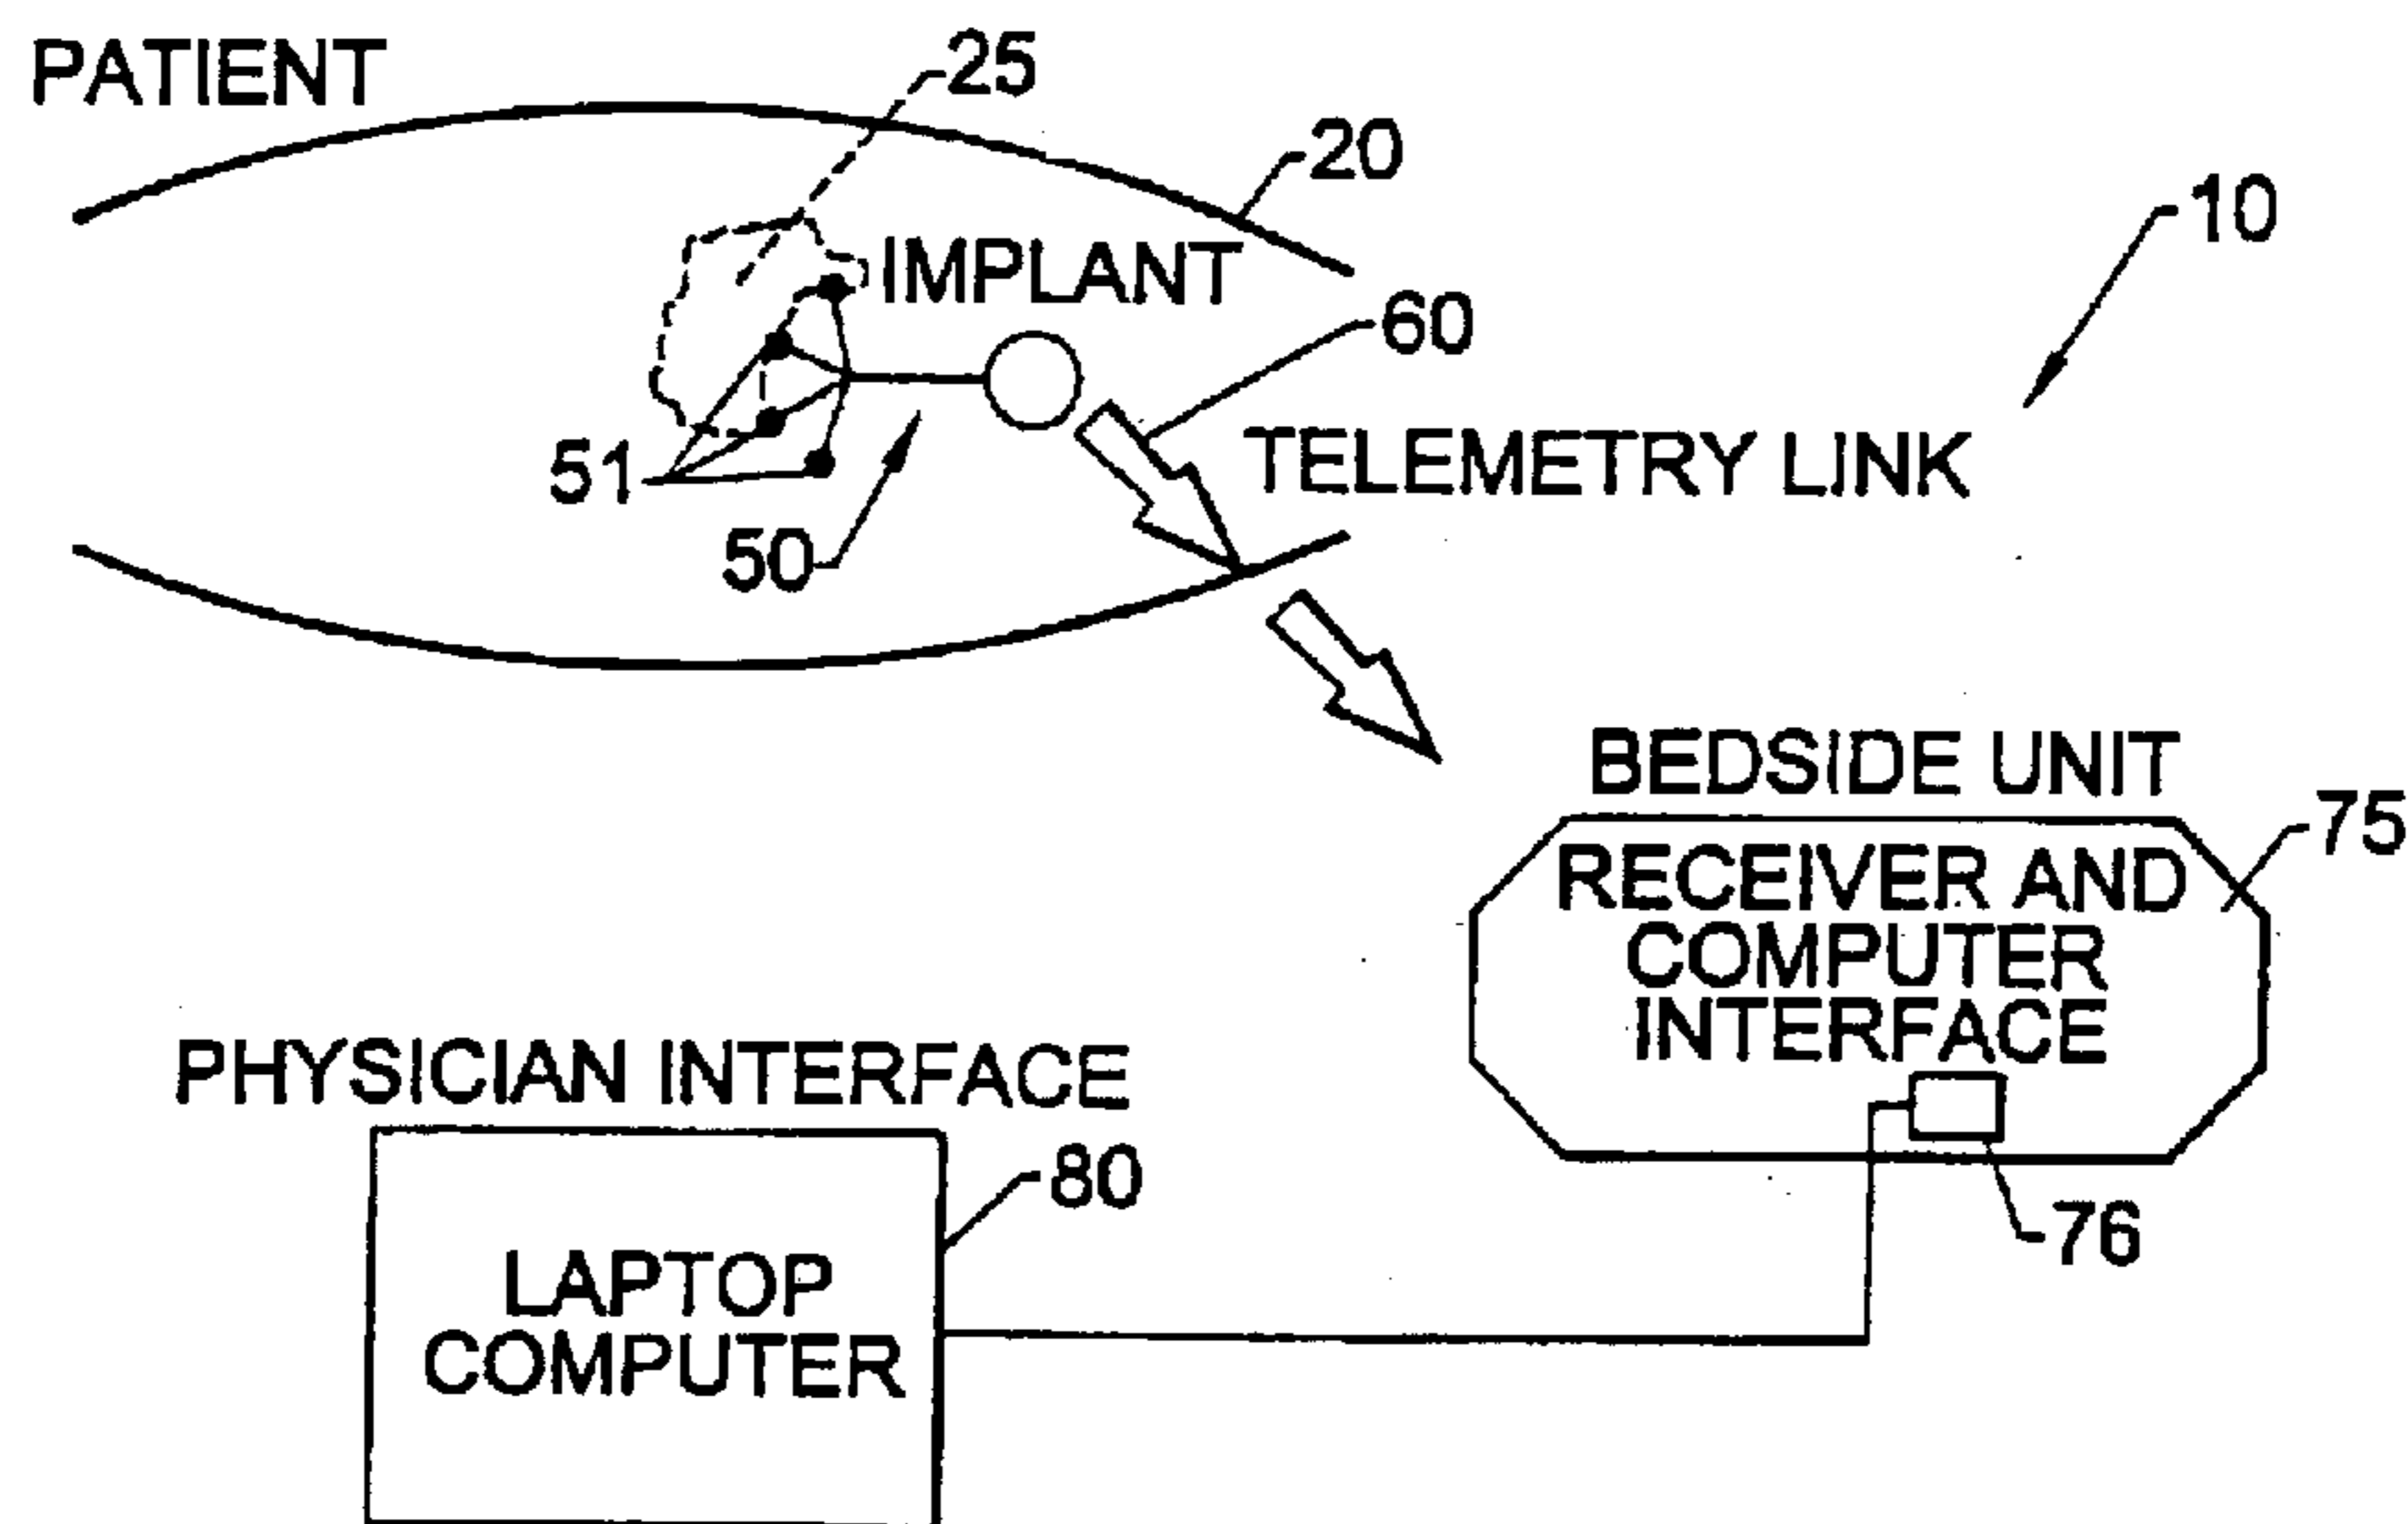 PATIENT
25
20
10
IMPLANT
60
TELEMETRY LINK
51
50
BEDSIDE UNIT
75
RECEIVER AND
COMPUTER
INTERFACE
76
PHYSICIAN INTERFACE
80
LAPTOP
COMPUTER